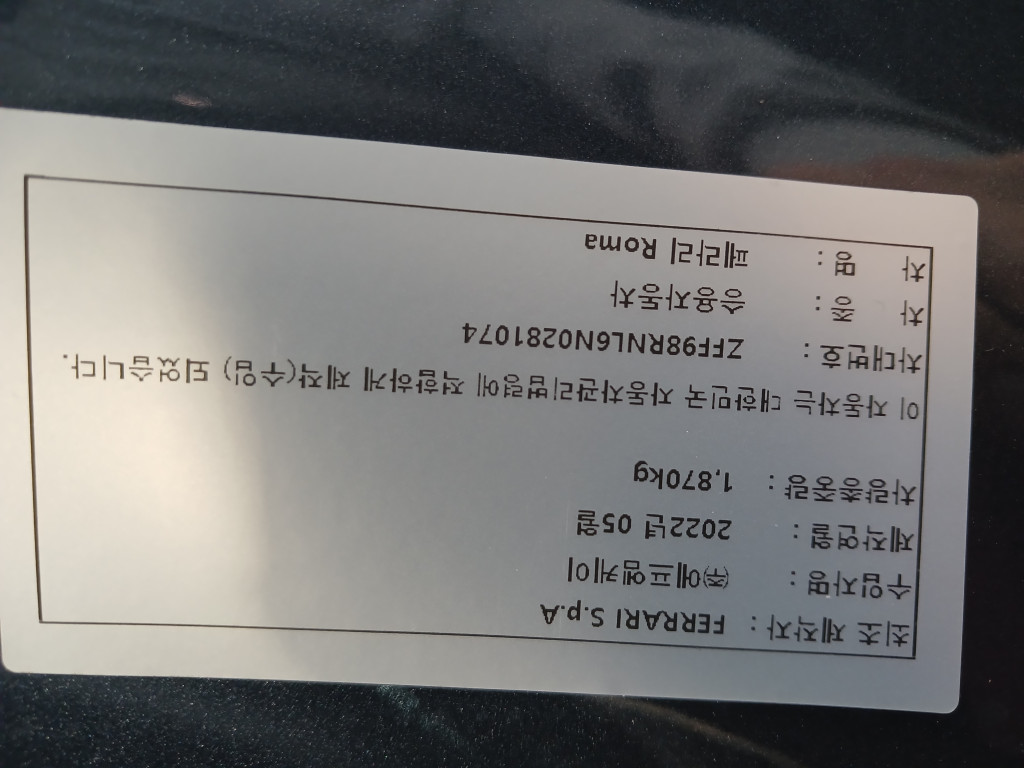 최초 제작자 : FERRARI S.p.A
수입자명 : ㈜에프엠케이
제작연월 : 2022년 05월
차량총중량 : 1,870kg
이 자동차는 대한민국 자동차관리법령에 적합하게 제작(수입) 되었습니다.
차대번호 : ZFF98RNL6N0281074
차 종 : 승용자동차
차 명 : 페라리 Roma